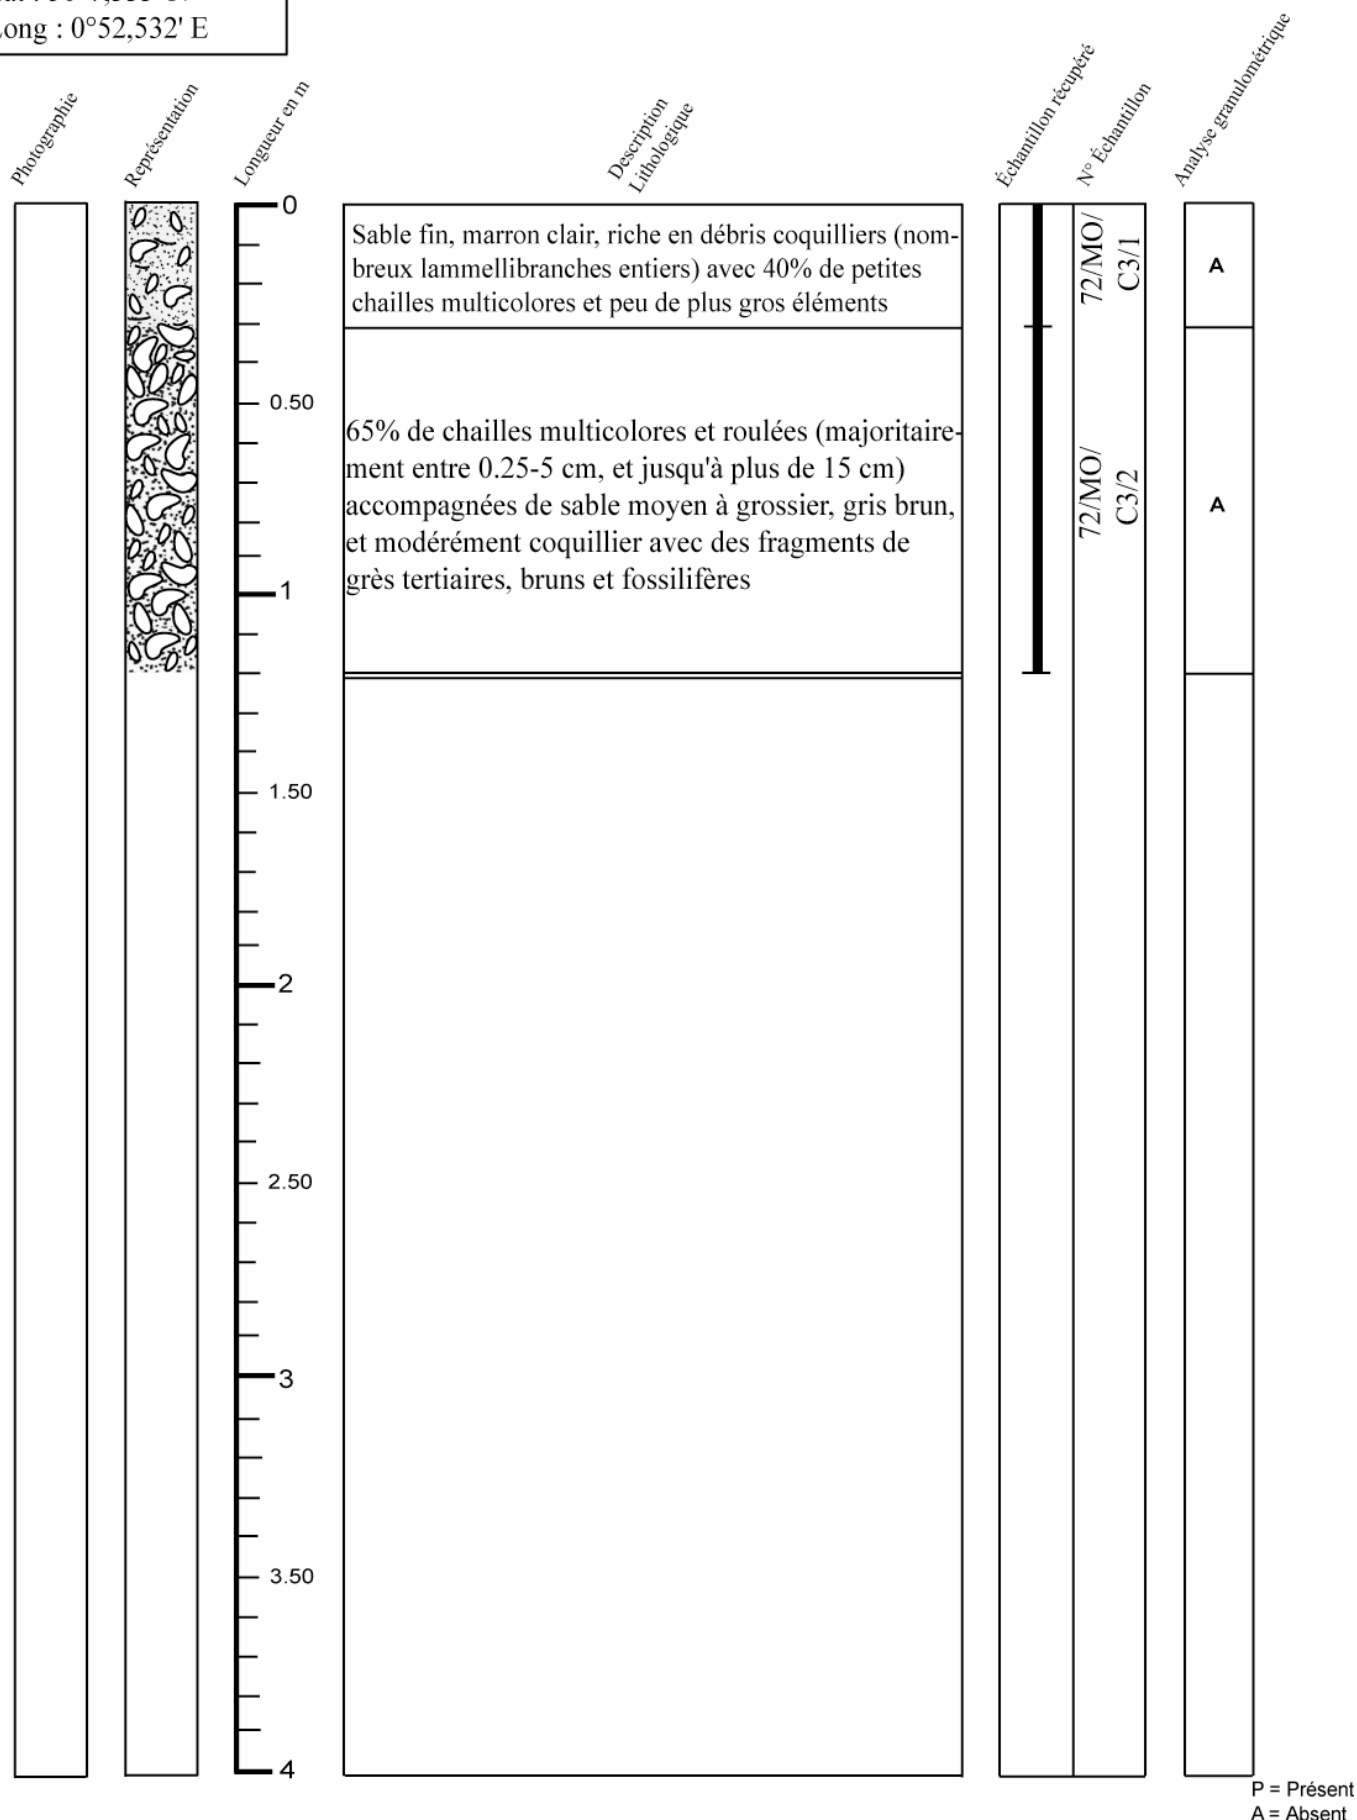 Long : 0°52,532' E
Photographie
Représentation
Longueur en m
Description
Lithologique
Échantillon récupéré
N° Échantillon
Analyse granulométrique
0
Sable fin, marron clair, riche en débris coquilliers (nom-
breux lammellibranches entiers) avec 40% de petites
chailles multicolores et peu de plus gros éléments
72/MO/
C3/1
A
0.50
65% de chailles multicolores et roulées (majoritaire-
ment entre 0.25-5 cm, et jusqu'à plus de 15 cm)
accompagnées de sable moyen à grossier, gris brun,
et modérément coquillier avec des fragments de
grès tertiaires, bruns et fossilifères
72/MO/
C3/2
A
1
1.50
2
2.50
3
3.50
4
P = Présent
A = Absent